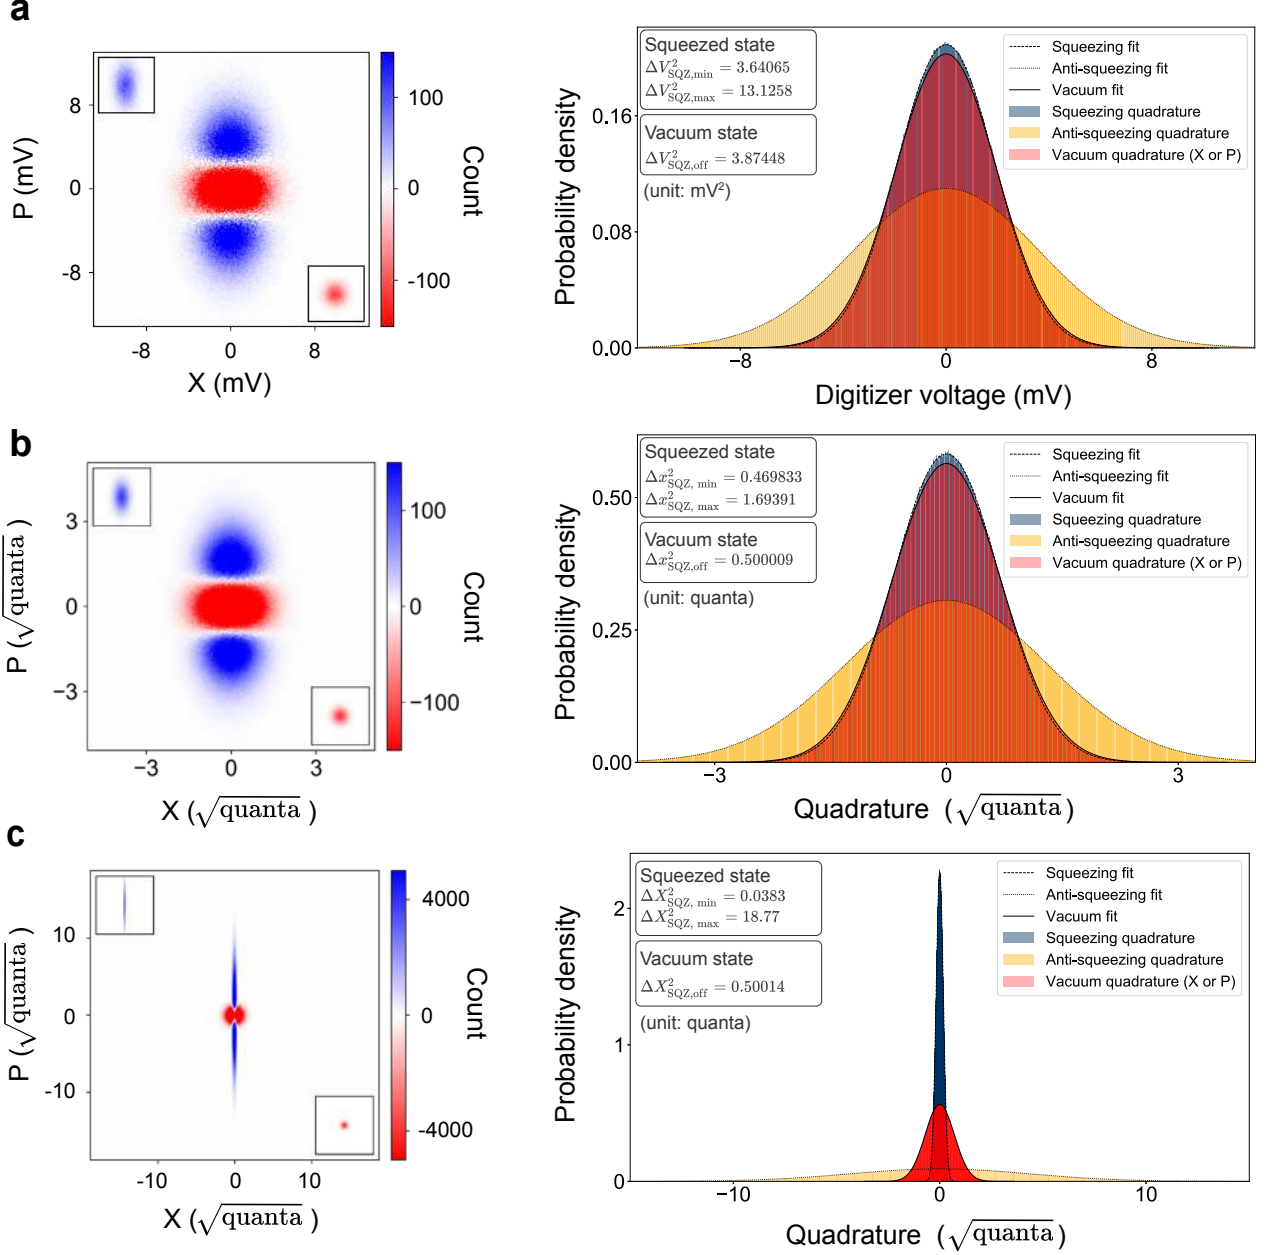 a
P (mV)
8
0
-8
-8
0
8
X (mV)
100
0
-100
Count
Probability density
0.16
0.08
0.00
Squeezed state
ΔV²SQZ,min = 3.64065
ΔV²SQZ,max = 13.1258
Vacuum state
ΔV²SQZ,off = 3.87448
(unit: mV²)
Squeezing fit
Anti-squeezing fit
Vacuum fit
Squeezing quadrature
Anti-squeezing quadrature
Vacuum quadrature (X or P)
−8
0
8
Digitizer voltage (mV)
b
P (√quanta)
3
0
−3
−3
0
3
X (√quanta )
100
0
−100
Count
Probability density
0.50
0.25
0.00
Squeezed state
Δx²SQZ, min = 0.469833
Δx²SQZ, max = 1.69391
Vacuum state
Δx²SQZ,off = 0.500009
(unit: quanta)
Squeezing fit
Anti-squeezing fit
Vacuum fit
Squeezing quadrature
Anti-squeezing quadrature
Vacuum quadrature (X or P)
−3
0
3
Quadrature (√quanta )
c
P (√quanta)
10
0
-10
-10
0
10
X (√quanta )
4000
0
-4000
Count
Probability density
2
1
0
Squeezed state
ΔX²SQZ, min = 0.0383
ΔX²SQZ, max = 18.77
Vacuum state
ΔX²SQZ,off = 0.50014
(unit: quanta)
Squeezing fit
Anti-squeezing fit
Vacuum fit
Squeezing quadrature
Anti-squeezing quadrature
Vacuum quadrature (X or P)
−10
0
10
Quadrature (√quanta )